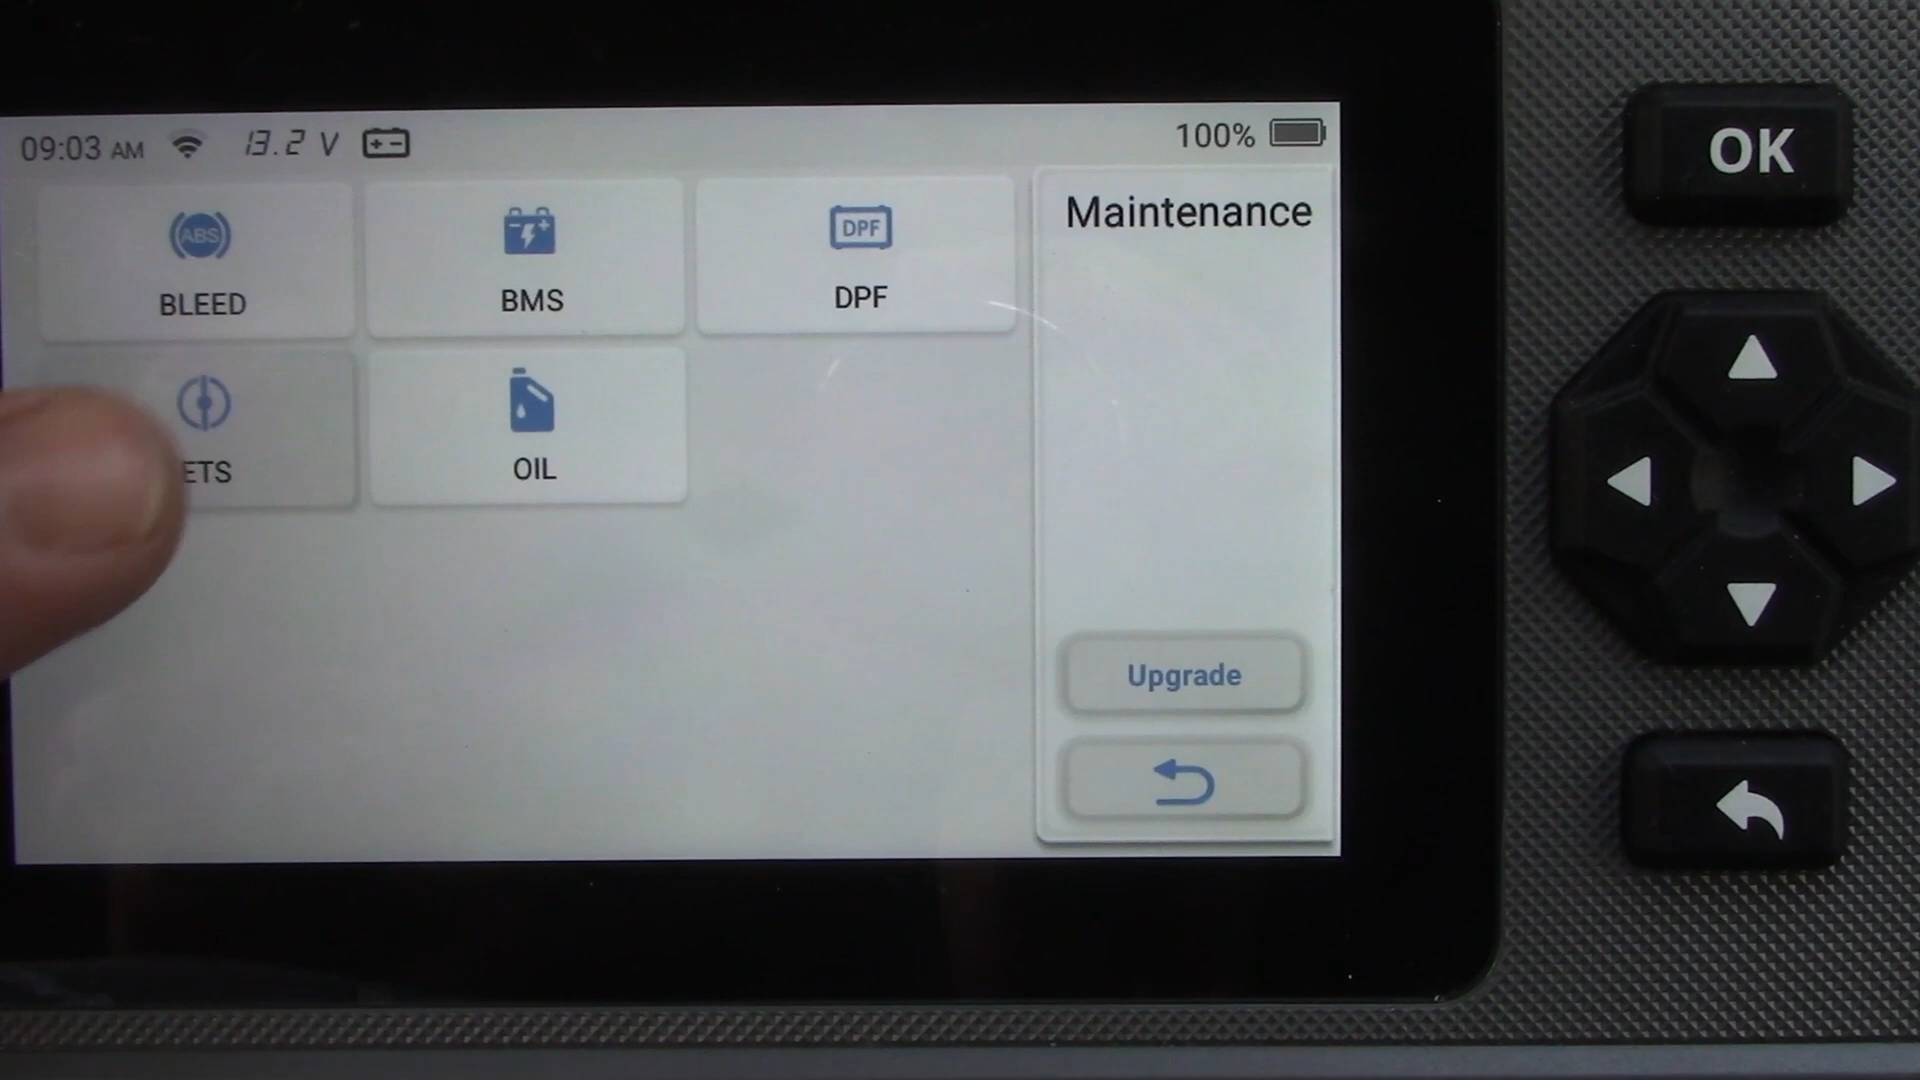 09:03 AM 13.2 V 100%
ABS
BLEED
BMS
DPF
DPF
Maintenance
ETS
OIL
Upgrade
OK